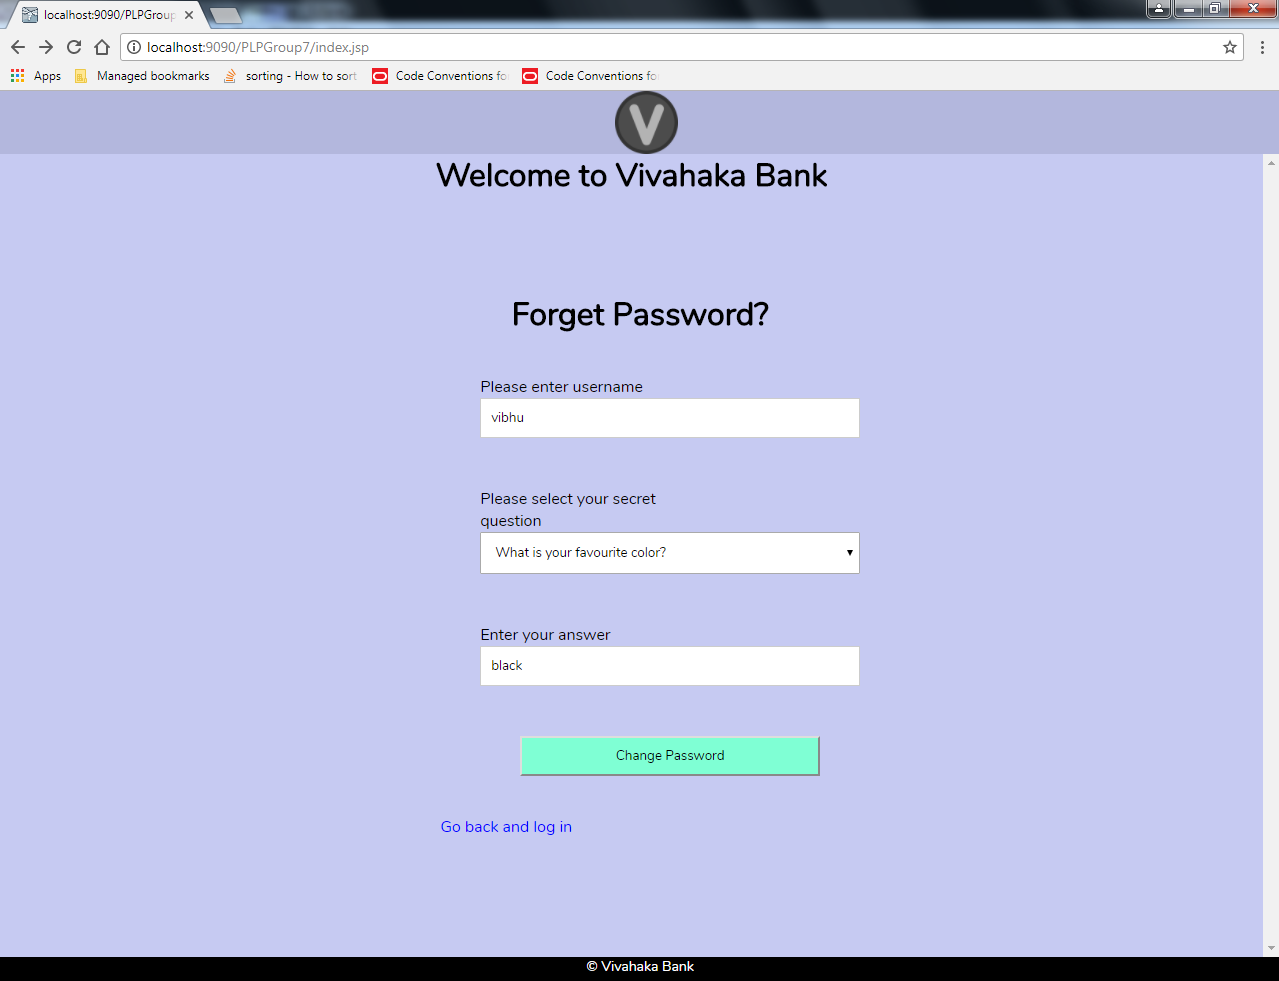 localhost:9090/PLPGroup
localhost:9090/PLPGroup7/index.jsp
Apps Managed bookmarks sorting - How to sort Code Conventions fo Code Conventions fo
V
Welcome to Vivahaka Bank
Forget Password?
Please enter username
vibhu
Please select your secret
question
What is your favourite color?
Enter your answer
black
Change Password
Go back and log in
© Vivahaka Bank